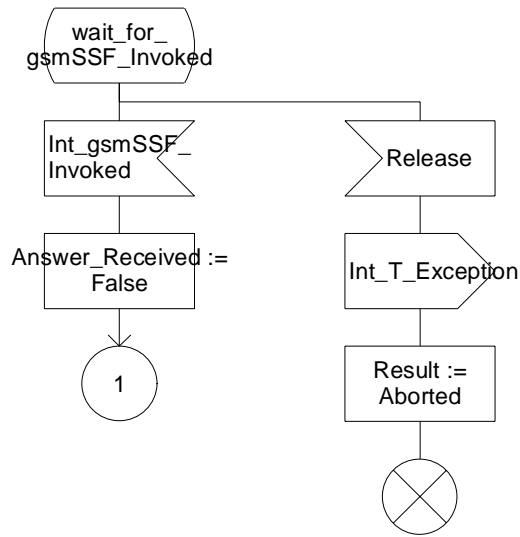 wait_for_
gsmSSF_Invoked
Int_gsmSSF_
Invoked
Release
Answer_Received :=
False
Int_T_Exception
1
Result :=
Aborted